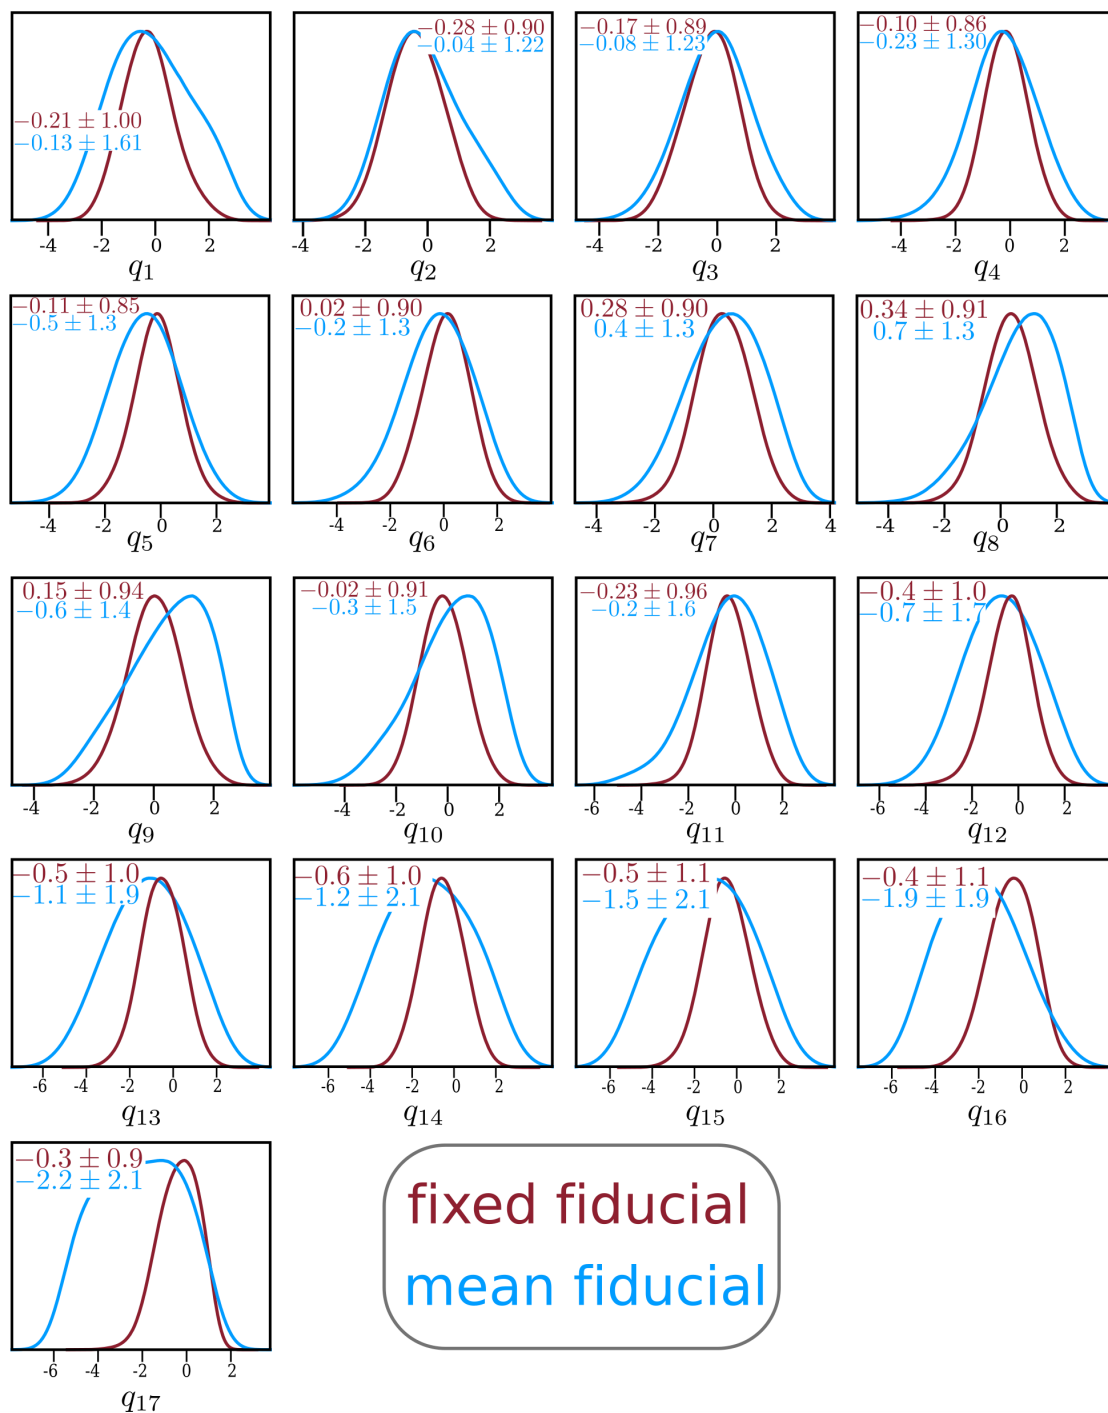 −0.21 ± 1.00
−0.13 ± 1.61
-4 -2 0 2
q1
−0.28 ± 0.90
−0.04 ± 1.22
-4 -2 0 2
q2
−0.17 ± 0.89
−0.08 ± 1.23
-4 -2 0 2
q3
−0.10 ± 0.86
−0.23 ± 1.30
-4 -2 0 2
q4
−0.11 ± 0.85
−0.5 ± 1.3
-4 -2 0 2
q5
0.02 ± 0.90
−0.2 ± 1.3
-4 -2 0 2
q6
0.28 ± 0.90
0.4 ± 1.3
-4 -2 0 2 4
q7
0.34 ± 0.91
0.7 ± 1.3
-4 -2 0 2
q8
0.15 ± 0.94
−0.6 ± 1.4
-4 -2 0 2
q9
−0.02 ± 0.91
−0.3 ± 1.5
-4 -2 0 2
q10
−0.23 ± 0.96
−0.2 ± 1.6
-6 -4 -2 0 2
q11
−0.4 ± 1.0
−0.7 ± 1.7
-6 -4 -2 0 2
q12
−0.5 ± 1.0
−1.1 ± 1.9
-6 -4 -2 0 2
q13
−0.6 ± 1.0
−1.2 ± 2.1
-6 -4 -2 0 2
q14
−0.5 ± 1.1
−1.5 ± 2.1
-6 -4 -2 0 2
q15
−0.4 ± 1.1
−1.9 ± 1.9
-6 -4 -2 0 2
q16
−0.3 ± 0.9
−2.2 ± 2.1
-6 -4 -2 0 2
q17
fixed fiducial
mean fiducial